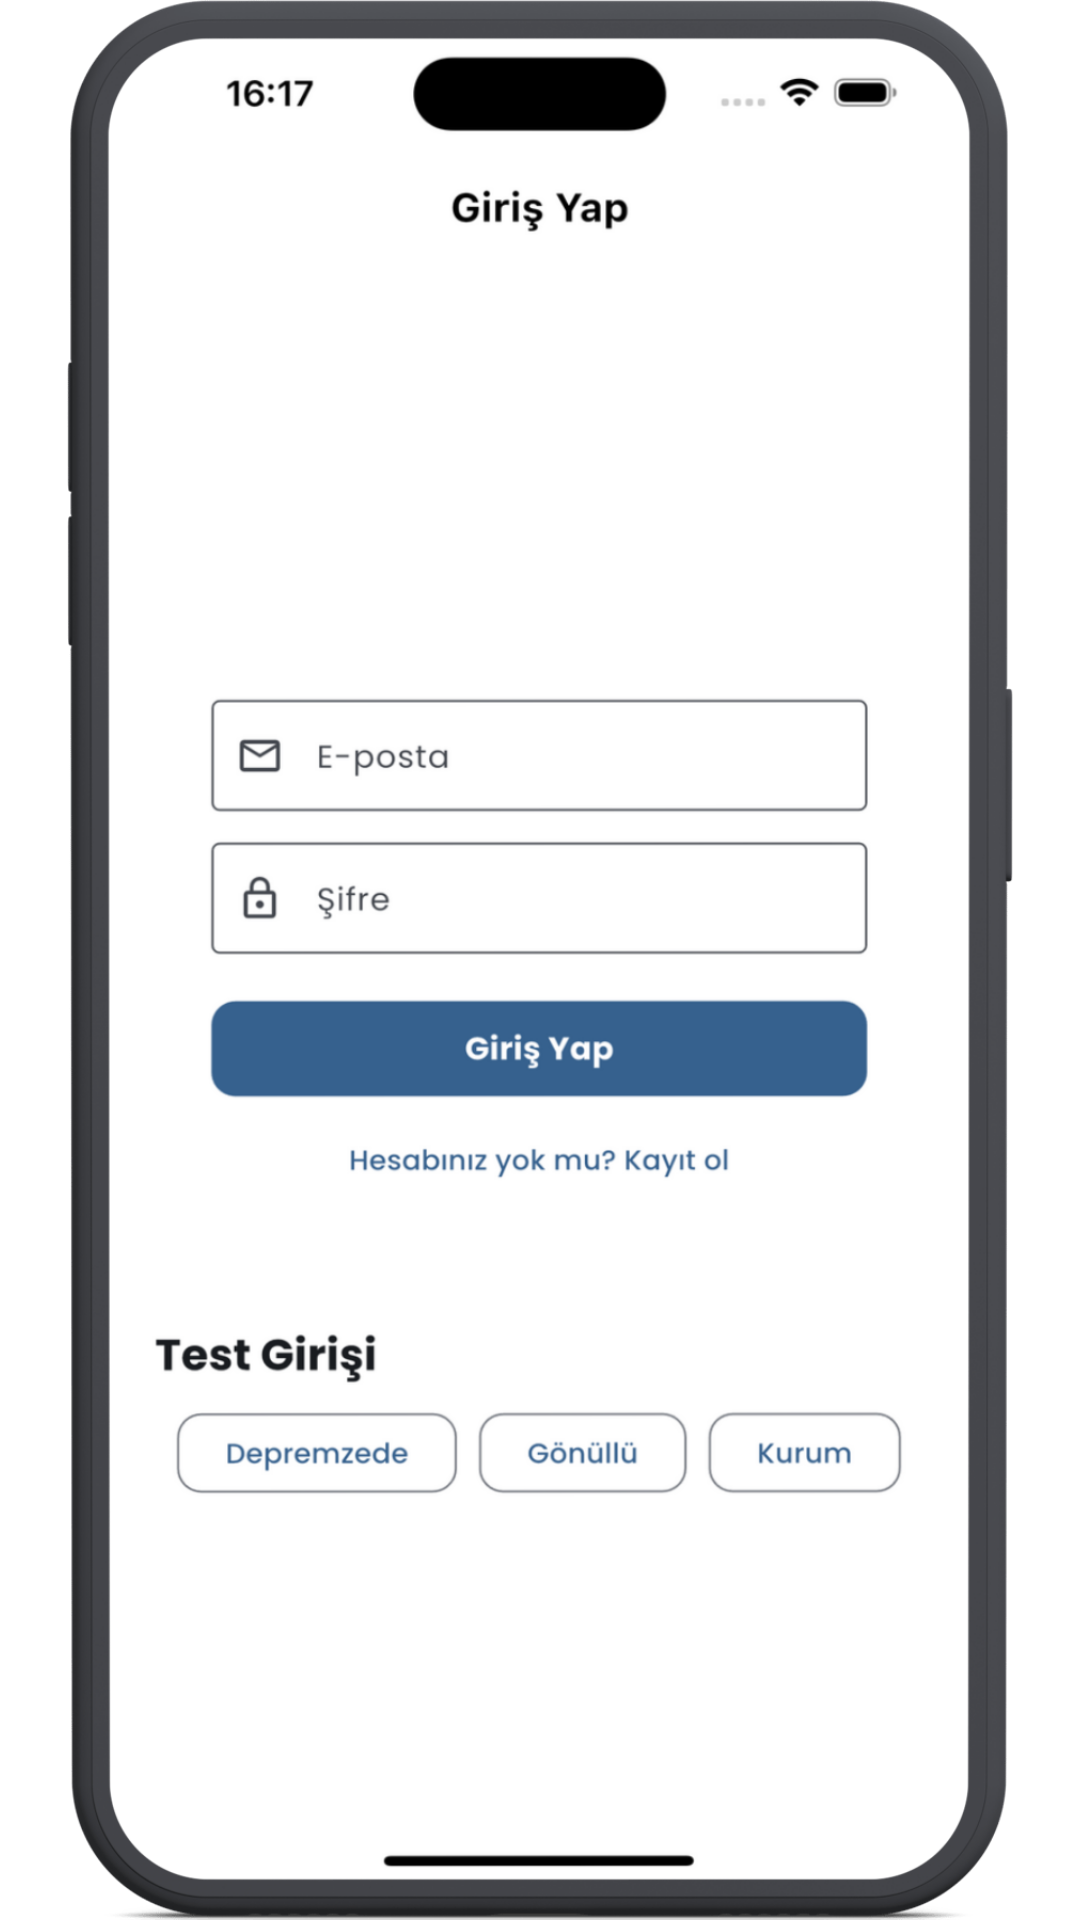 16:17
Giriş Yap
E-posta
Şifre
Giriş Yap
Hesabınız yok mu? Kayıt ol
Test Girişi
Depremzede Gönüllü Kurum